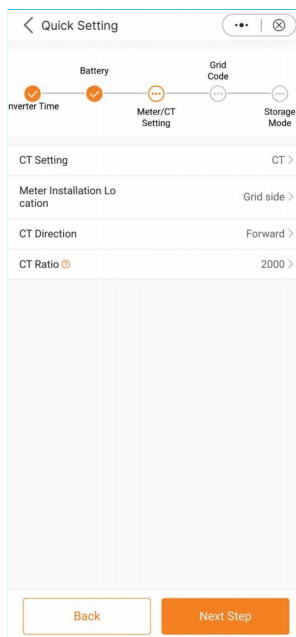 Quick Setting
Battery
Grid
Code
nverter Time
Meter/CT
Setting
Storage
Mode
CT Setting
CT
Meter Installation Lo
cation
Grid side
CT Direction
Forward
CT Ratio
2000
Back
Next Step